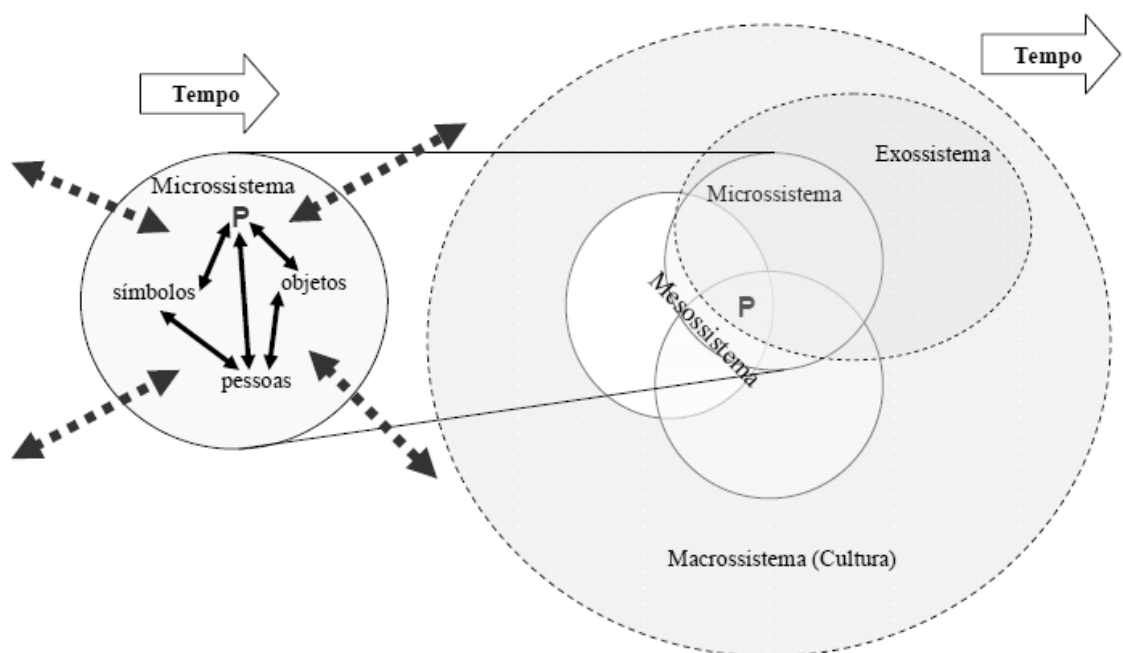 Tempo
Microssistema
P
símbolos
objetos
pessoas
Tempo
Exossistema
Microssistema
Mesossistema
P
Macrossistema (Cultura)